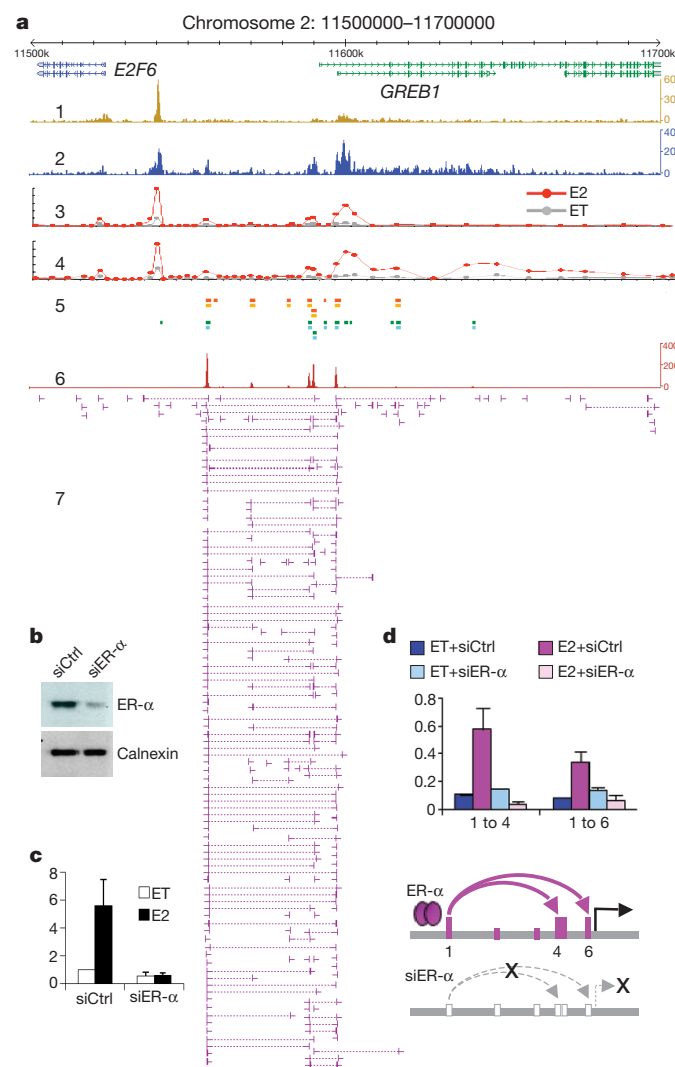 a
Chromosome 2: 11500000–11700000
11500k 11600k 11700k
E2F6
GREB1
1
60
30
0
2
40
20
0
3
E2
ET
4
5
6
400
200
0
7
b
siCtrl siER-α
ER-α
Calnexin
c
8
6
4
2
0
ET
E2
siCtrl siER-α
d
ET+siCtrl E2+siCtrl
ET+siER-α E2+siER-α
0.8
0.6
0.4
0.2
0
1 to 4 1 to 6
ER-α
1 4 6
siER-α
X X